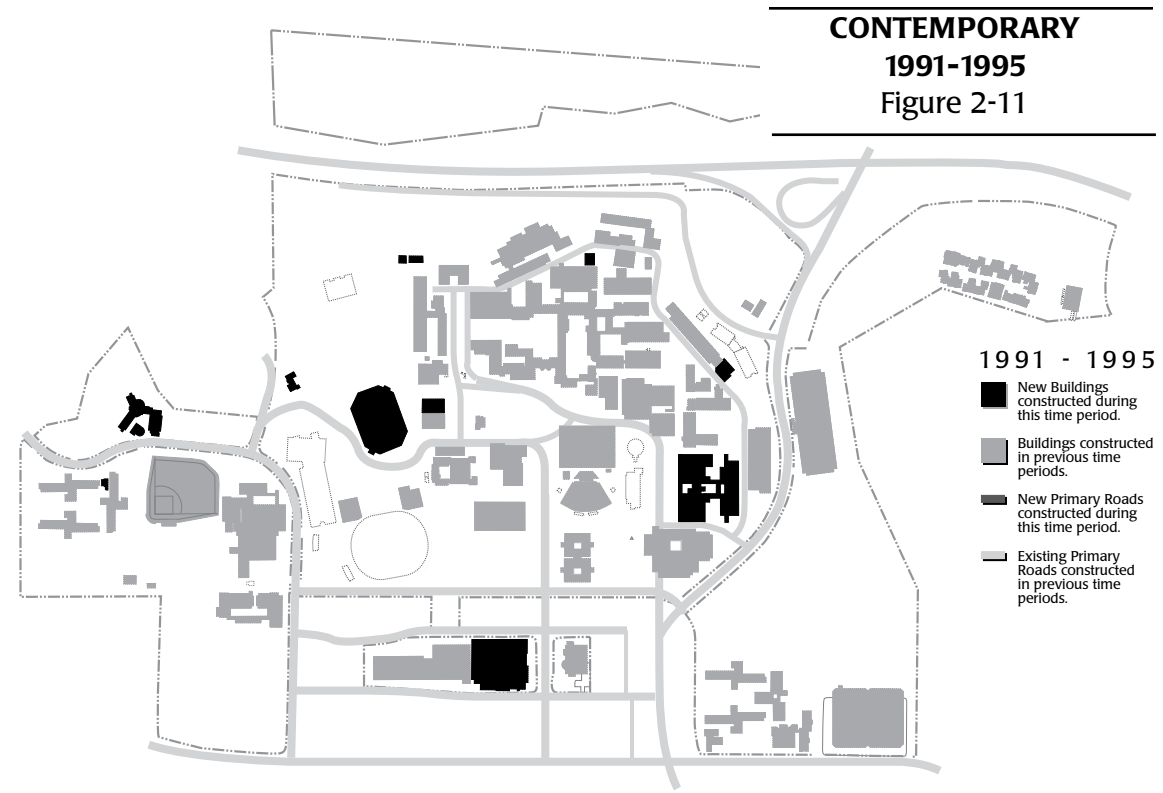 CONTEMPORARY
1991-1995
Figure 2-11
1991 - 1995
New Buildings
constructed during
this time period.
Buildings constructed
in previous time
periods.
New Primary Roads
constructed during
this time period.
Existing Primary
Roads constructed
in previous time
periods.